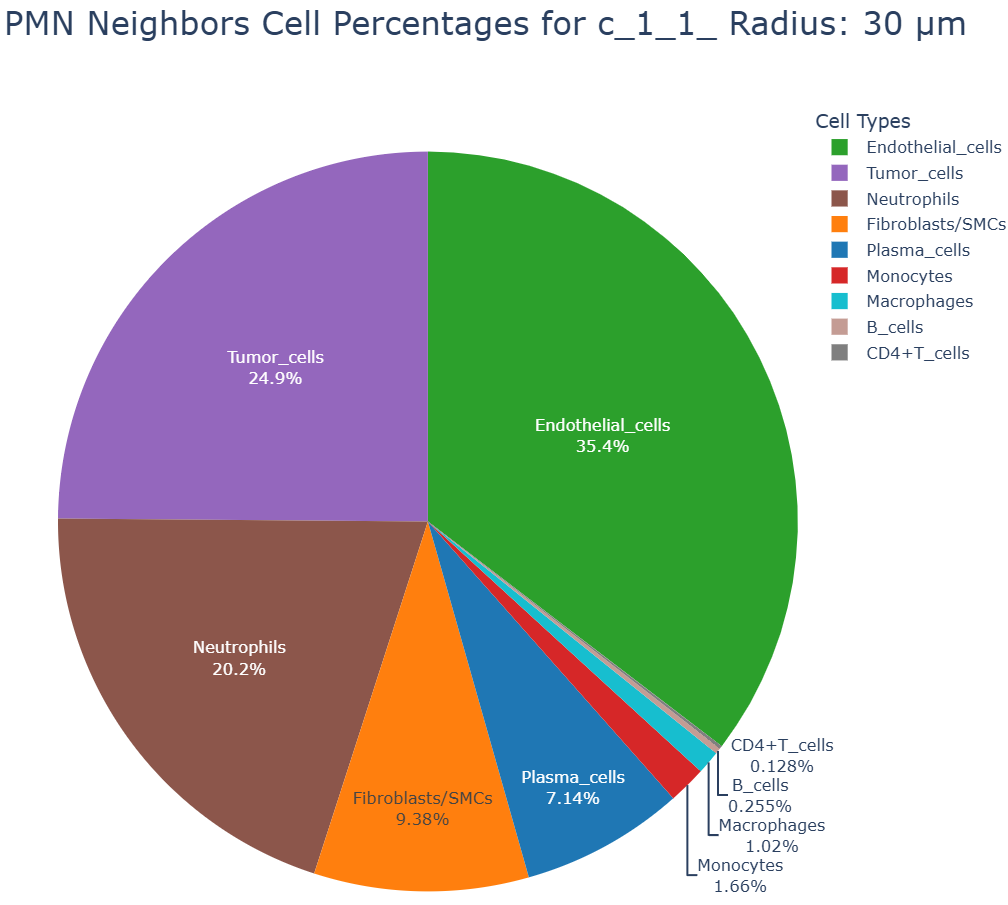 PMN Neighbors Cell Percentages for c_1_1_ Radius: 30 μm
Cell Types
Endothelial_cells
Tumor_cells
Neutrophils
Fibroblasts/SMCs
Plasma_cells
Monocytes
Macrophages
B_cells
CD4+T_cells
Tumor_cells
24.9%
Endothelial_cells
35.4%
Neutrophils
20.2%
Fibroblasts/SMCs
9.38%
Plasma_cells
7.14%
CD4+T_cells
0.128%
B_cells
0.255%
Macrophages
1.02%
Monocytes
1.66%